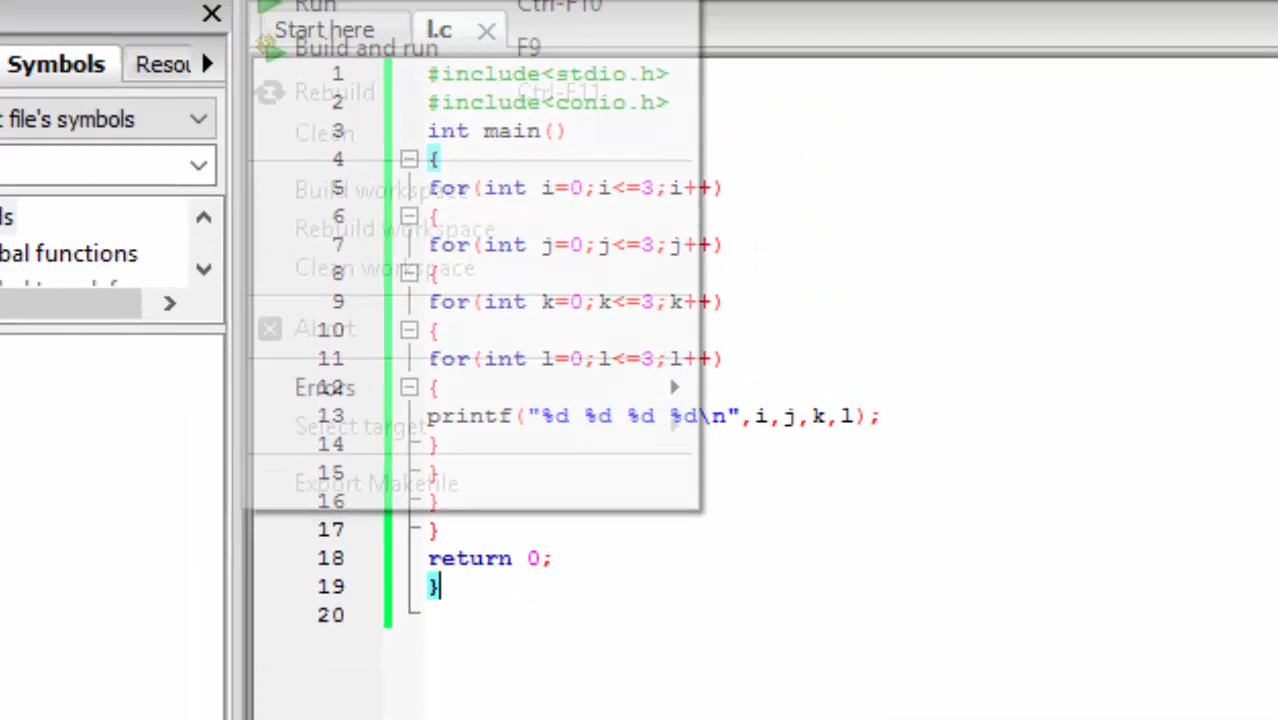 Run Ctrl-F10
Start here l.c
Build and run F9
Symbols
Rebuild Ctrl-F11
file's symbols
Clean
Build workspace
Rebuild workspace
bal functions
Clean workspace
Abort
Errors
Select target
Export Makefile
1 #include<stdio.h>
2 #include<conio.h>
3 int main()
4 {
5 for(int i=0;i<=3;i++)
6 {
7 for(int j=0;j<=3;j++)
8 {
9 for(int k=0;k<=3;k++)
10 {
11 for(int l=0;l<=3;l++)
12 {
13 printf("%d %d %d %d\n",i,j,k,l);
14 }
15 }
16 }
17 }
18 return 0;
19 }
20